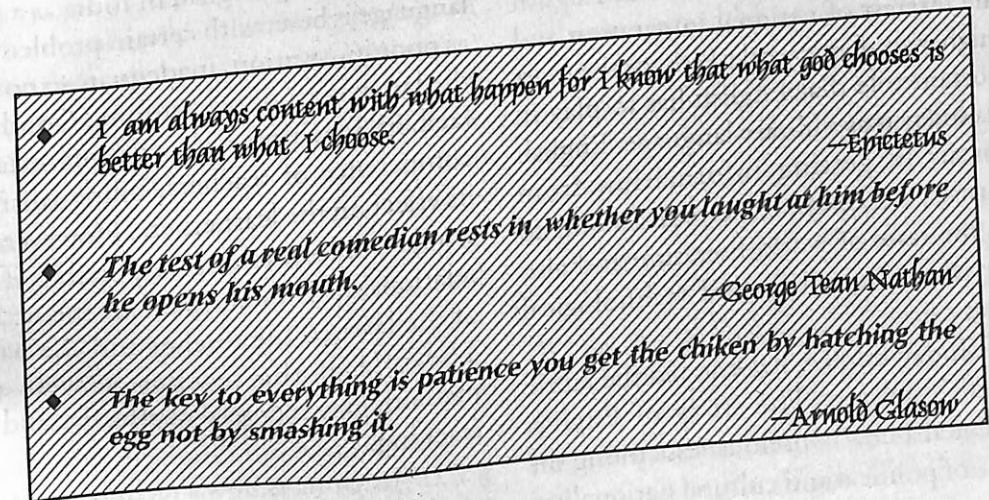 ◆ I am always content with what happen for I know that what god chooses is
better than what I choose.
—Epictetus
◆ The test of a real comedian rests in whether you laught at him before
he opens his mouth.
—George Tean Nathan
◆ The key to everything is patience you get the chiken by hatching the
egg not by smashing it.
—Arnold Glasow